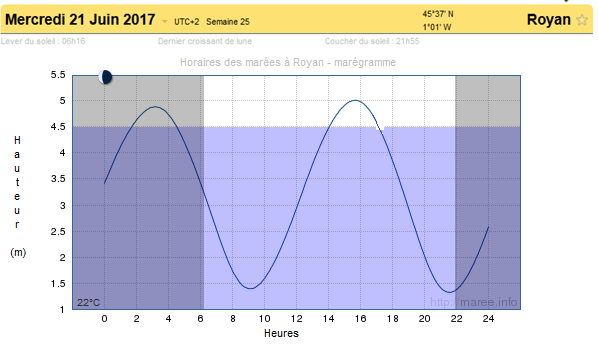 Mercredi 21 Juin 2017 UTC+2 Semaine 25 45°37' N 1°01' W Royan
Lever du soleil : 06h16 Dernier croissant de lune Coucher du soleil : 21h55
Horaires des marées à Royan - marégramme
5.5
5
4.5
4
3.5
3
2.5
2
1.5
1
Hauteur (m)
22°C http://maree.info
0 2 4 6 8 10 12 14 16 18 20 22 24
Heures